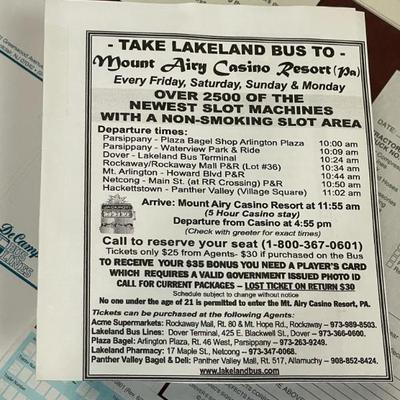 - TAKE LAKELAND BUS TO -
Mount Airy Casino Resort (Pa)
Every Friday, Saturday, Sunday & Monday
OVER 2500 OF THE
NEWEST SLOT MACHINES
WITH A NON-SMOKING SLOT AREA
Departure times:
Parsippany - Plaza Bagel Shop Arlington Plaza 10:00 am
Parsippany - Waterview Park & Ride 10:09 am
Dover - Lakeland Bus Terminal 10:24 am
Rockaway/Rockaway Mall P&R (Lot #36) 10:34 am
Mt. Arlington - Howard Blvd P&R 10:44 am
Netcong - Main St. (at RR Crossing) P&R 10:50 am
Hackettstown - Panther Valley (Village Square) 11:02 am
Arrive: Mount Airy Casino Resort at 11:55 am
(5 Hour Casino stay)
Departure from Casino at 4:55 pm
(Check with greeter for exact times)
Call to reserve your seat (1-800-367-0601)
Tickets only $25 from Agents- $30 if purchased on the Bus
TO RECEIVE YOUR $35 BONUS YOU NEED A PLAYER'S CARD
WHICH REQUIRES A VALID GOVERNMENT ISSUED PHOTO ID
CALL FOR CURRENT PACKAGES – LOST TICKET ON RETURN $30
Schedule subject to change without notice
No one under the age of 21 is permitted to enter the Mt. Airy Casino Resort, PA.
Tickets can be purchased at the following Agents:
Acme Supermarkets: Rockaway Mall, Rt. 80 & Mt. Hope Rd., Rockaway – 973-989-8503.
Lakeland Bus Lines: Dover Terminal, 425 E. Blackwell St., Dover – 973-366-0600.
Plaza Bagel: Arlington Plaza, Rt. 46 West, Parsippany – 973-263-9249.
Lakeland Pharmacy: 17 Maple St., Netcong – 973-347-0068.
Panther Valley Bagel & Deli: Panther Valley Mall, Rt. 517, Allamuchy – 908-852-8424.
www.lakelandbus.com